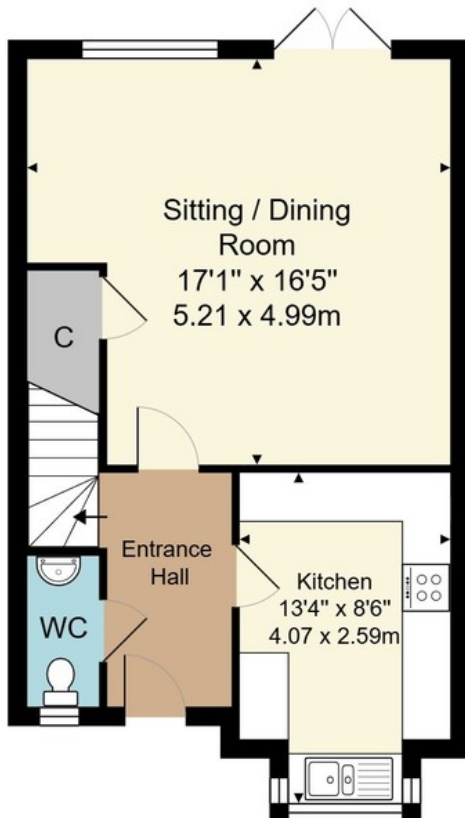 Sitting / Dining
Room
17'1" x 16'5"
5.21 x 4.99m
C
Entrance
Hall
Kitchen
13'4" x 8'6"
4.07 x 2.59m
WC